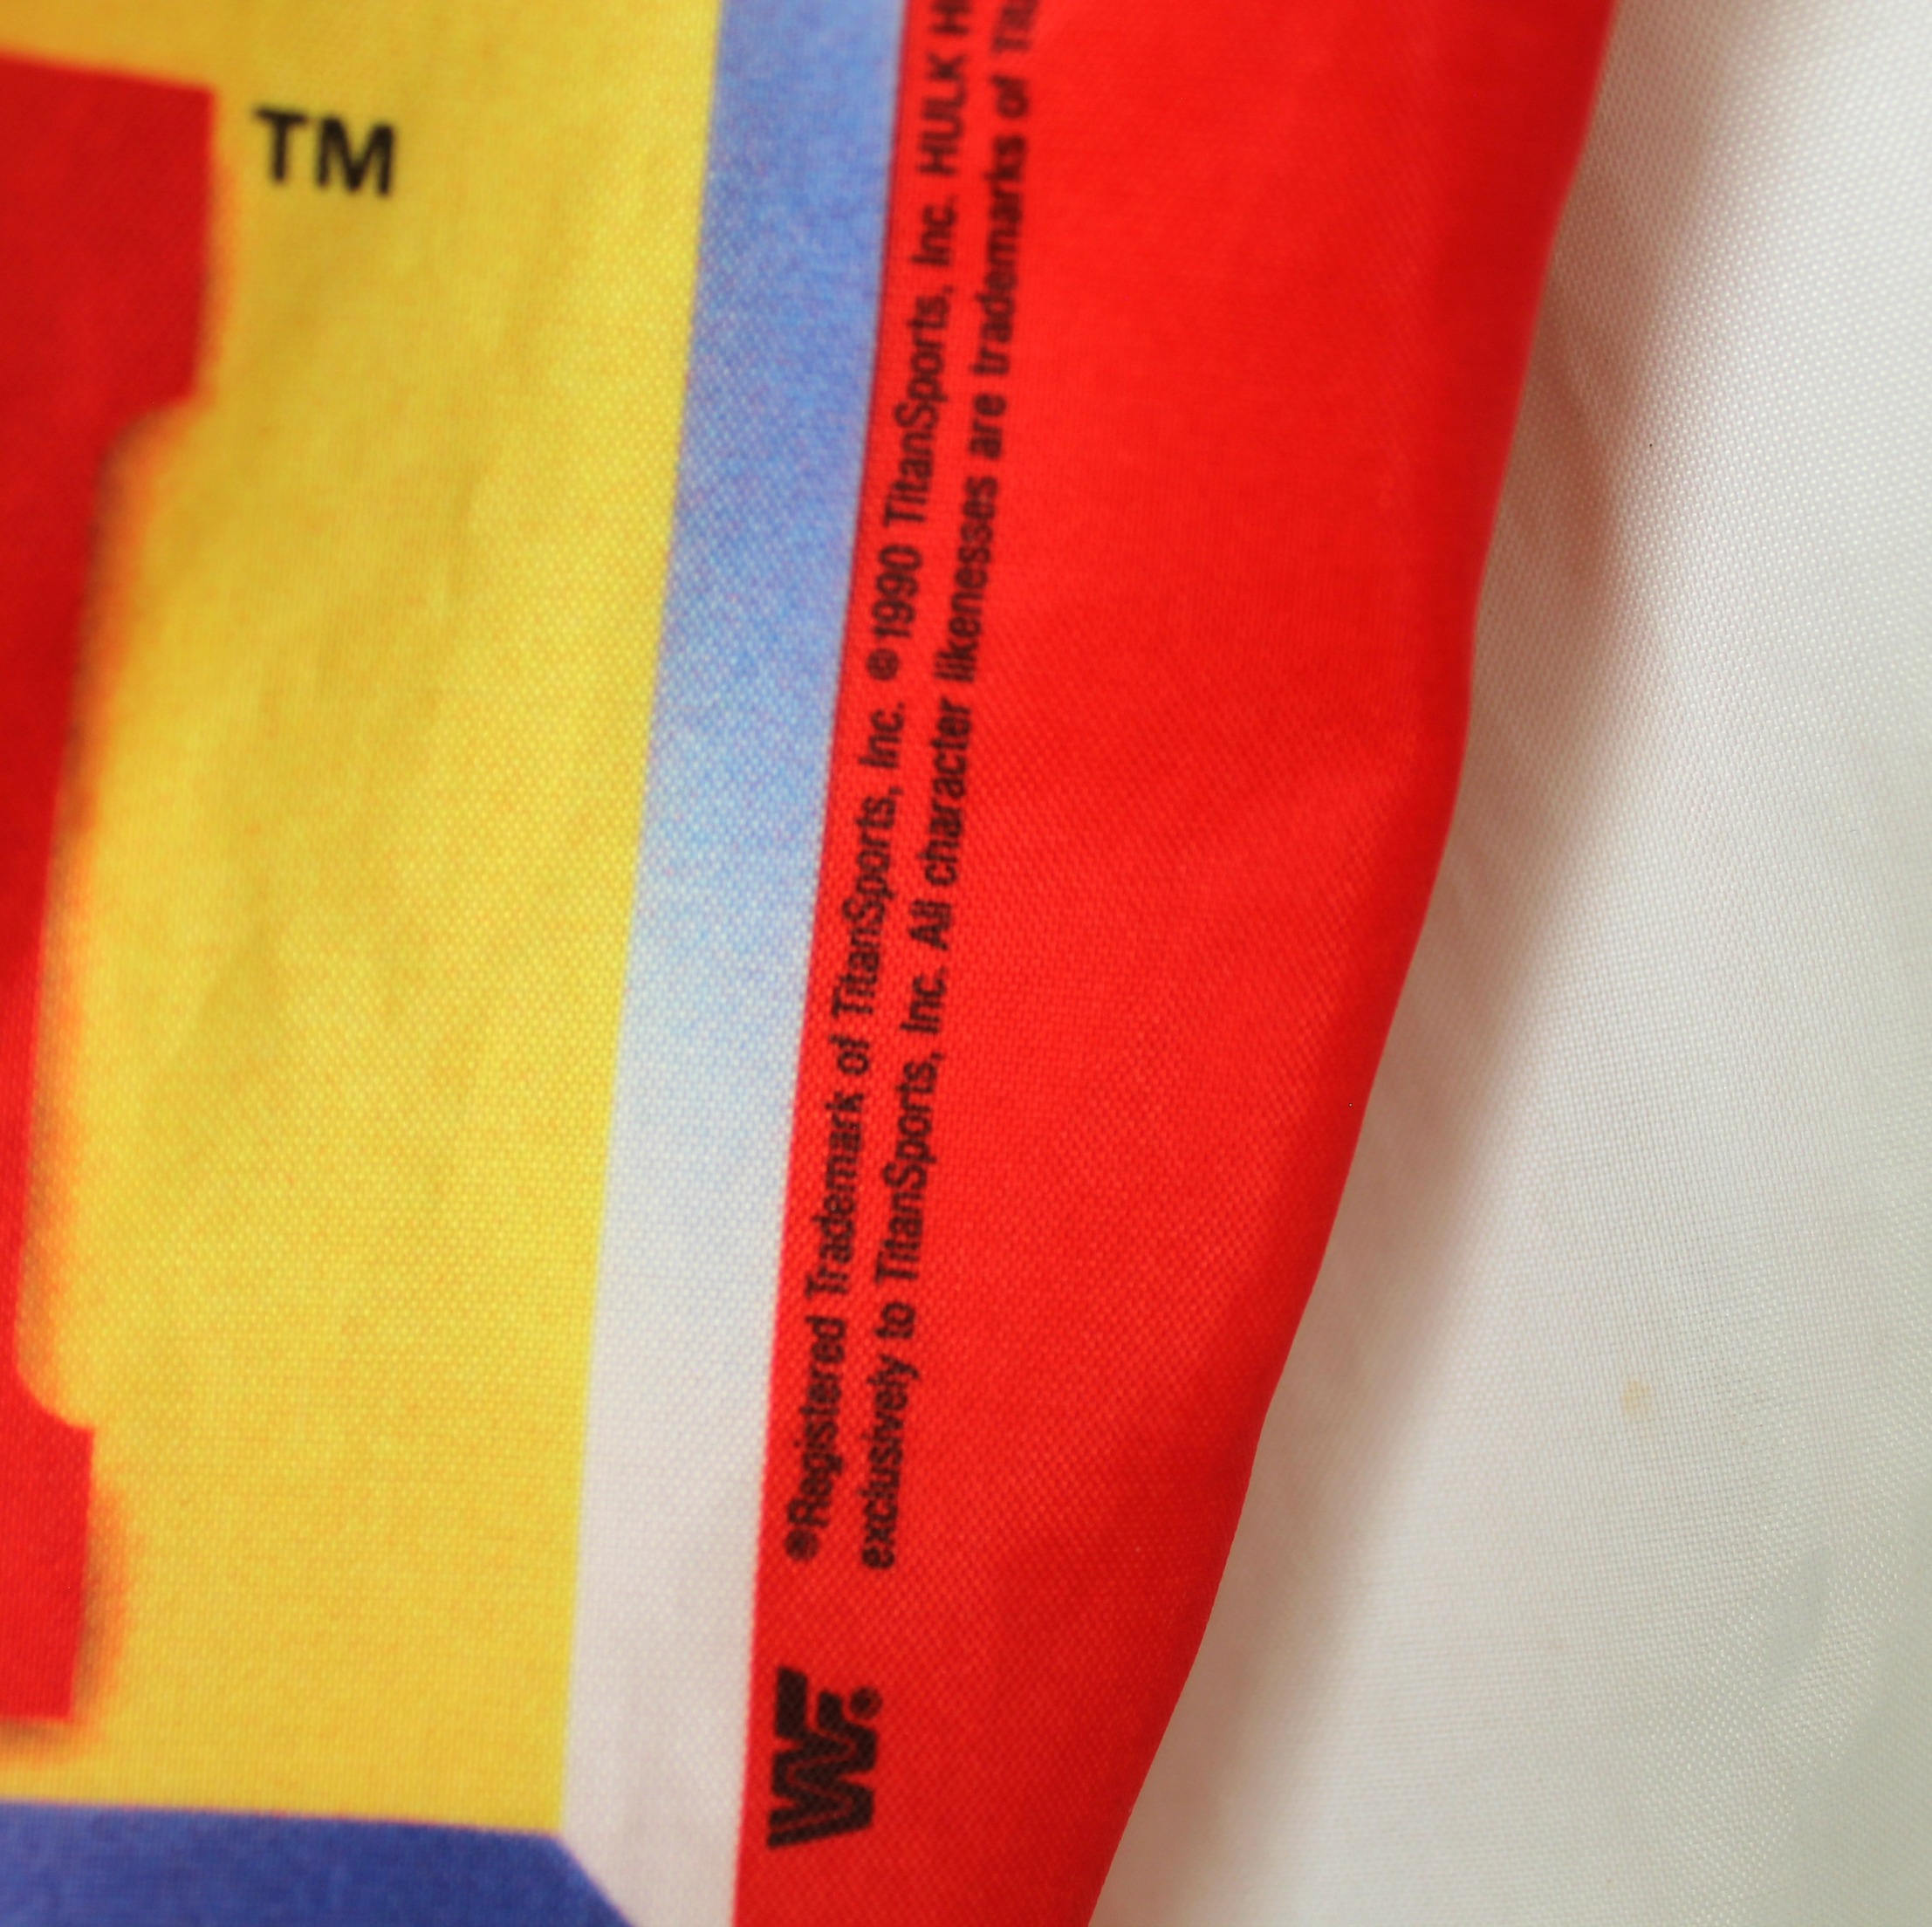 TM
®Registered Trademark of TitanSports, Inc. ©1990 TitanSports, Inc. HULK
exclusively to TitanSports, Inc. All character likenesses are trademarks of
WF.